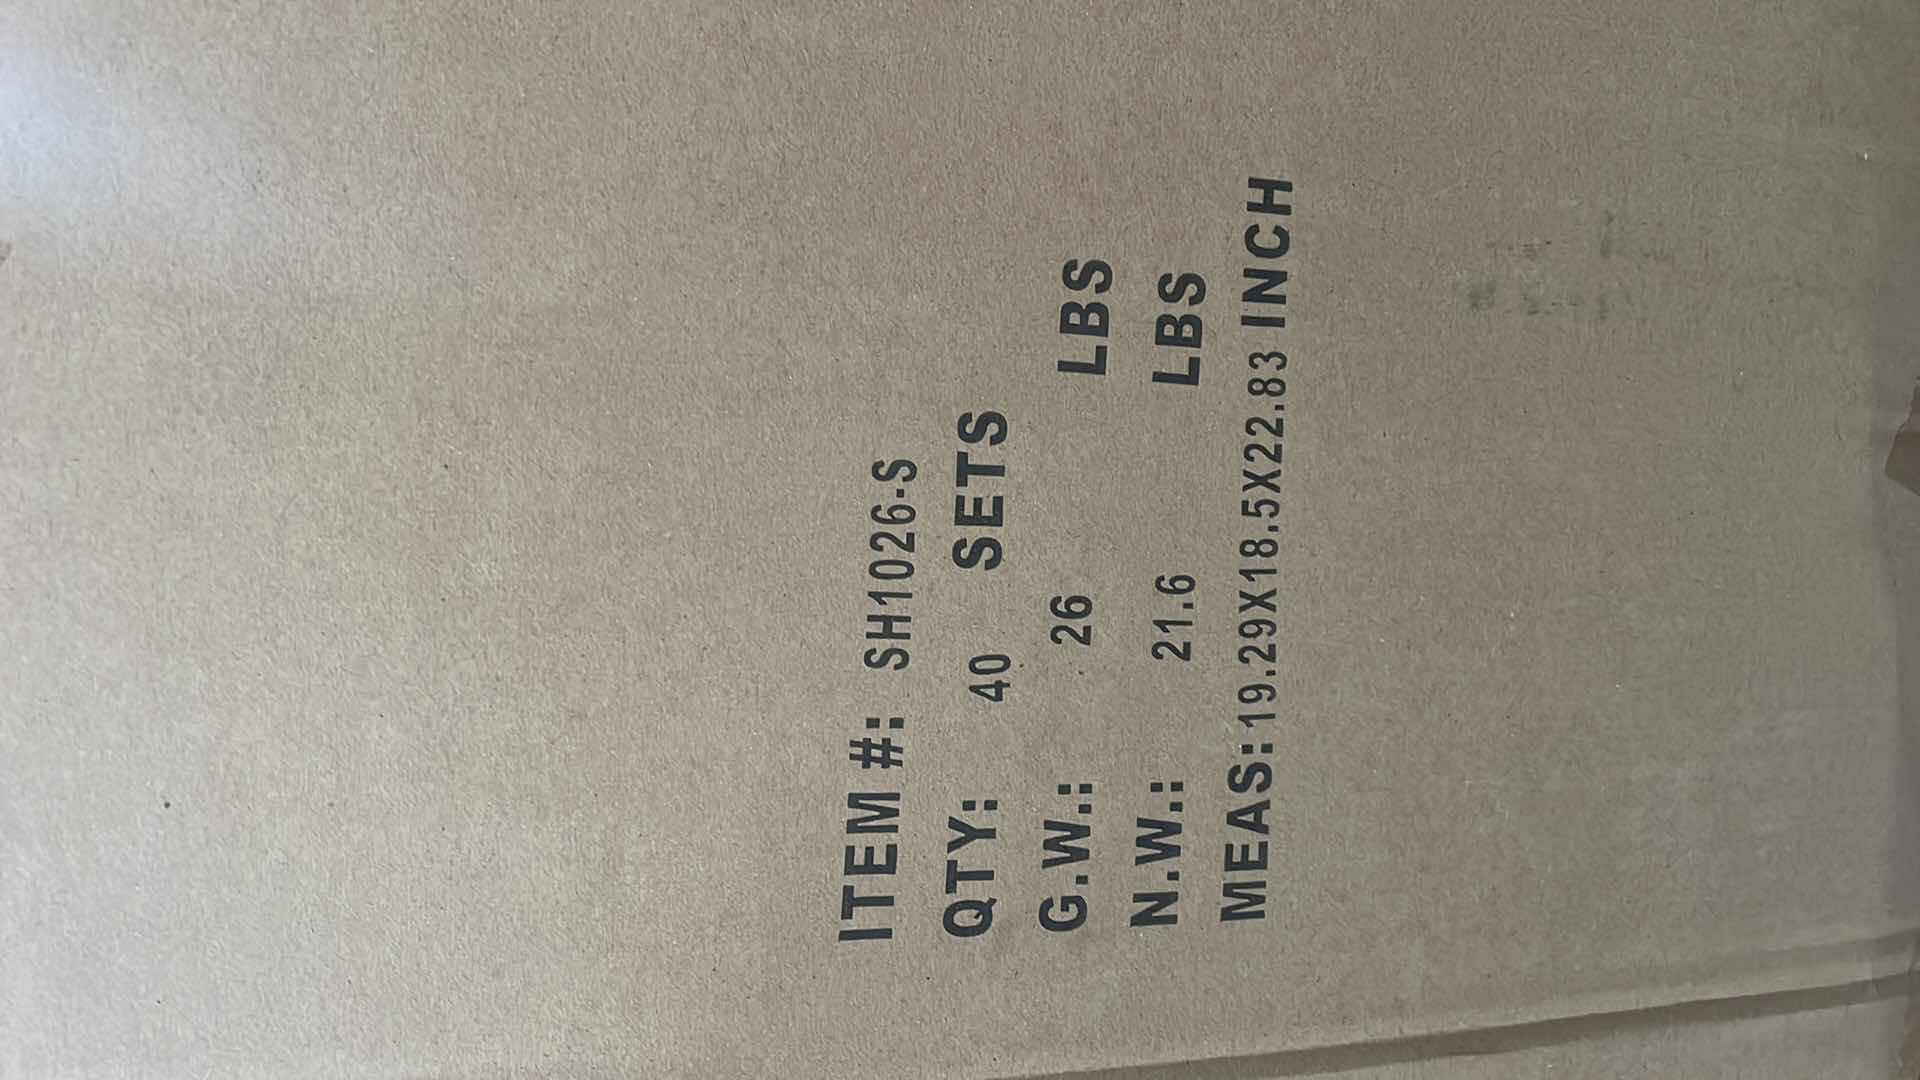 ITEM #: SH1026-S
QTY: 40 SETS
G.W.: 26 LBS
N.W.: 21.6 LBS
MEAS: 19.29X18.5X22.83 INCH